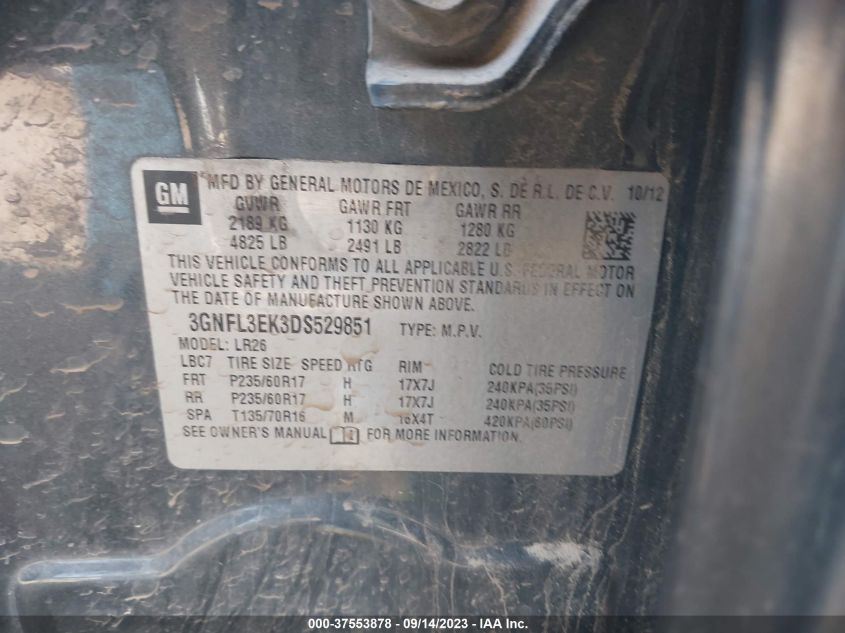 GM
MFD BY GENERAL MOTORS DE MEXICO, S. DE R.L. DE C.V. 10/12
GVWR GAWR FRT GAWR RR
2189 KG 1130 KG 1280 KG
4825 LB 2491 LB 2822 LB
THIS VEHICLE CONFORMS TO ALL APPLICABLE U.S. FEDERAL MOTOR
VEHICLE SAFETY AND THEFT PREVENTION STANDARDS IN EFFECT ON
THE DATE OF MANUFACTURE SHOWN ABOVE.
3GNFL3EK3DS529851 TYPE: M.P.V.
MODEL: LR26
LBC7 TIRE SIZE SPEED RTG RIM COLD TIRE PRESSURE
FRT P235/60R17 H 17X7J 240KPA(35PSI)
RR P235/60R17 H 17X7J 240KPA(35PSI)
SPA T135/70R16 M 16X4T 420KPA(60PSI)
SEE OWNER'S MANUAL FOR MORE INFORMATION.
000-37553878 - 09/14/2023 - IAA Inc.